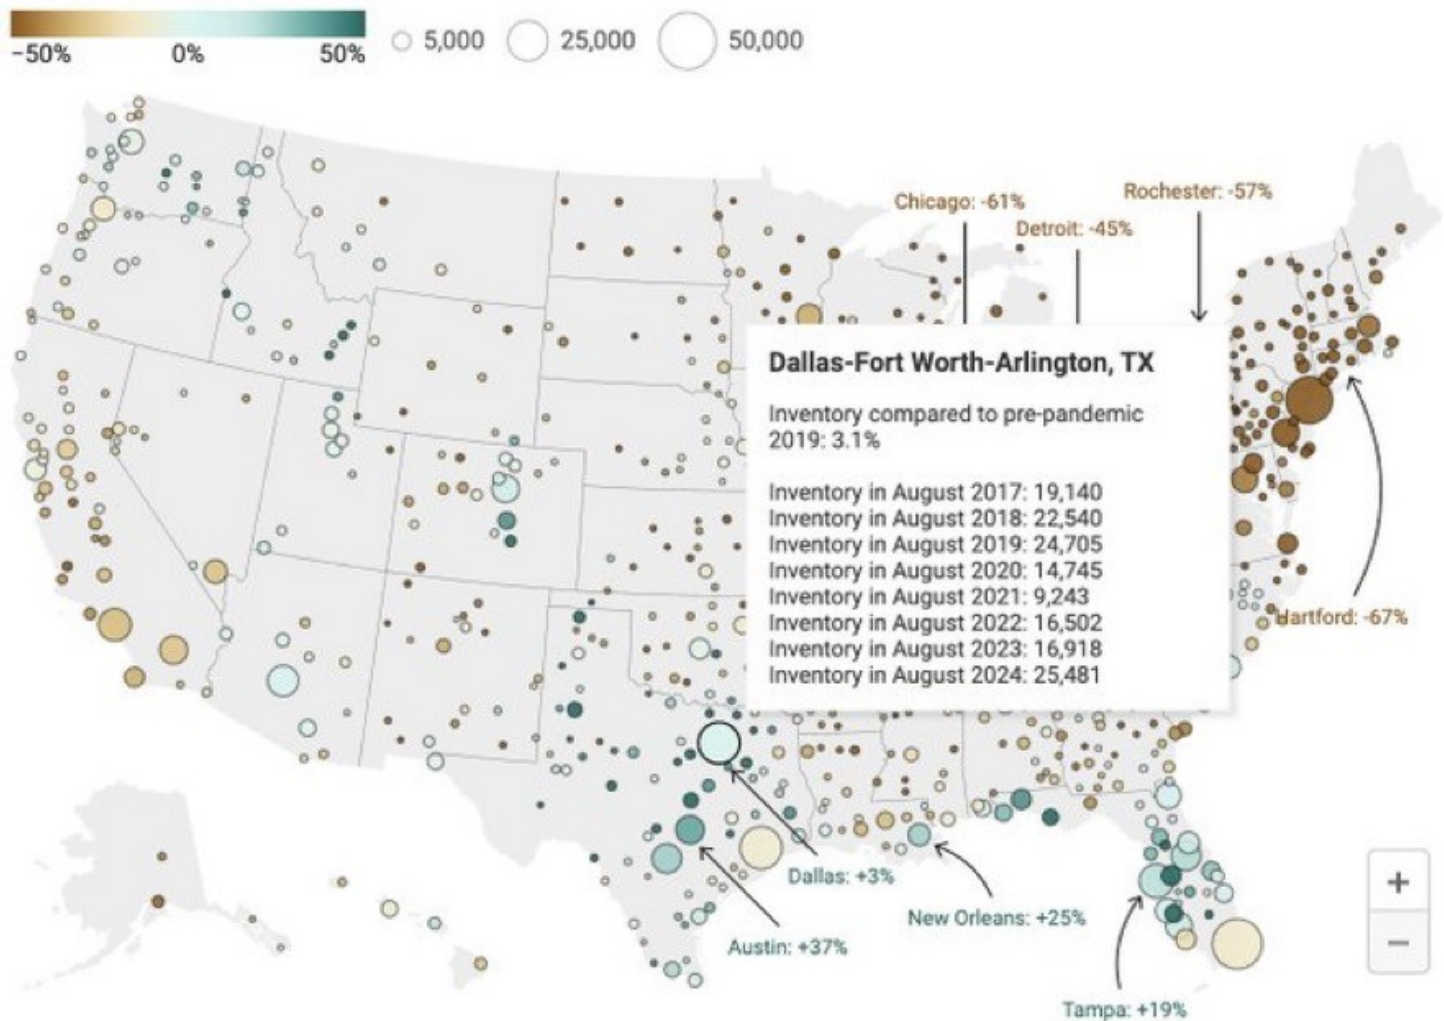 −50%
0%
50%
5,000
25,000
50,000
Chicago: -61%
Rochester: -57%
Detroit: -45%
Dallas-Fort Worth-Arlington, TX
Inventory compared to pre-pandemic
2019: 3.1%
Inventory in August 2017: 19,140
Inventory in August 2018: 22,540
Inventory in August 2019: 24,705
Inventory in August 2020: 14,745
Inventory in August 2021: 9,243
Inventory in August 2022: 16,502
Inventory in August 2023: 16,918
Inventory in August 2024: 25,481
Hartford: -67%
Dallas: +3%
New Orleans: +25%
Austin: +37%
Tampa: +19%
+
−